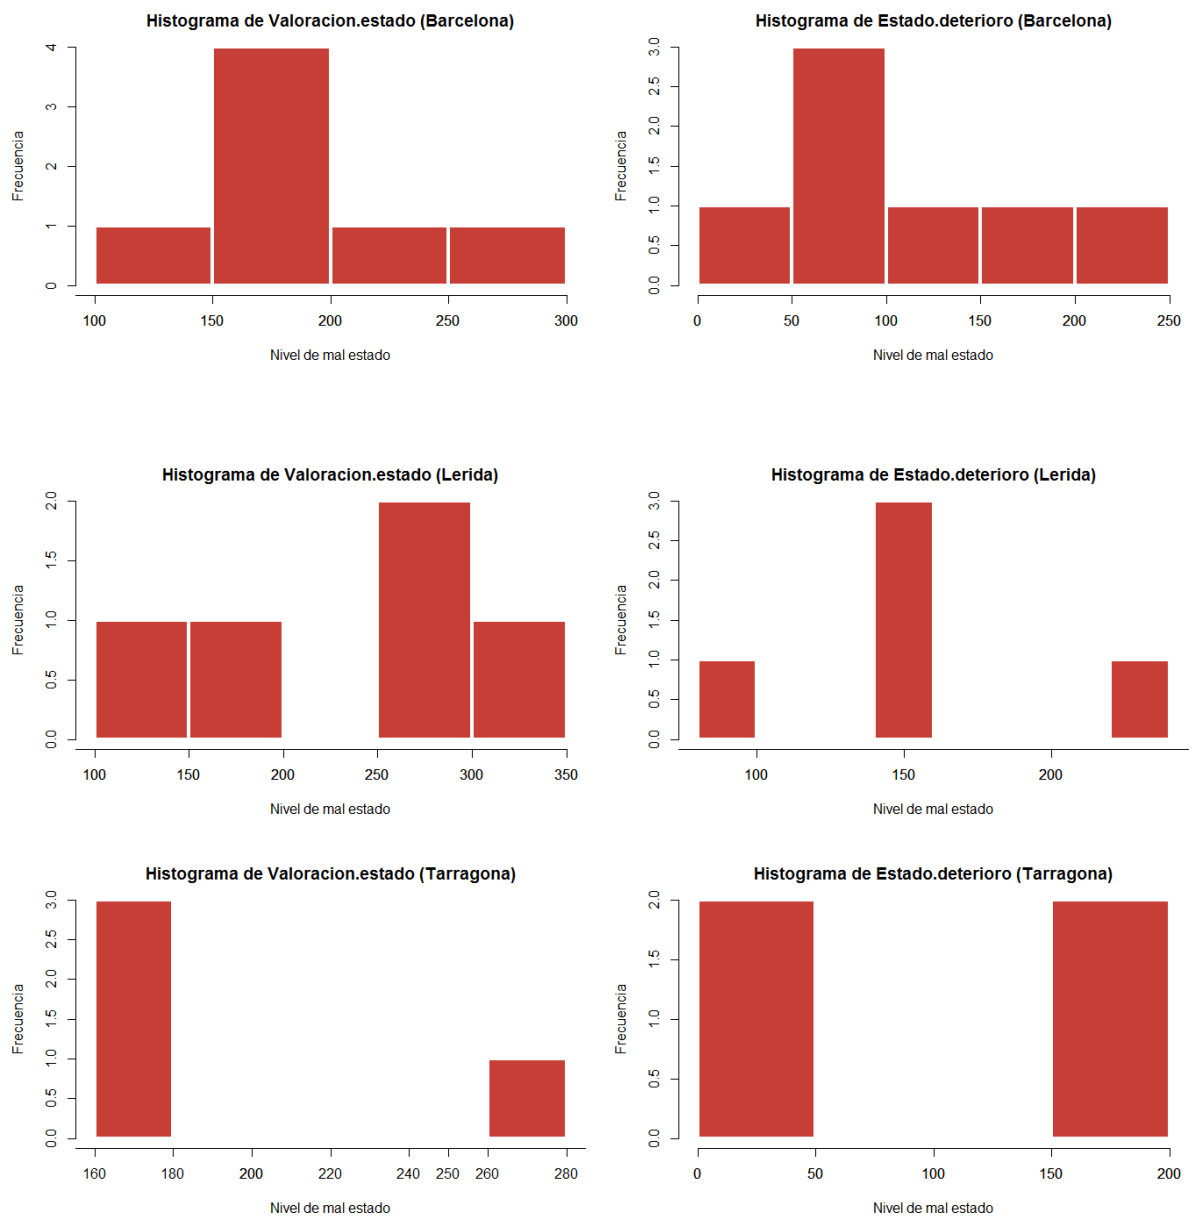 Histograma de Valoracion.estado (Barcelona)
Frecuencia
4
3
2
1
0
100 150 200 250 300
Nivel de mal estado
Histograma de Estado.deterioro (Barcelona)
Frecuencia
3.0
2.5
2.0
1.5
1.0
0.5
0.0
0 50 100 150 200 250
Nivel de mal estado
Histograma de Valoracion.estado (Lerida)
Frecuencia
2.0
1.5
1.0
0.5
0.0
100 150 200 250 300 350
Nivel de mal estado
Histograma de Estado.deterioro (Lerida)
Frecuencia
3.0
2.5
2.0
1.5
1.0
0.5
0.0
100 150 200
Nivel de mal estado
Histograma de Valoracion.estado (Tarragona)
Frecuencia
3.0
2.5
2.0
1.5
1.0
0.5
0.0
160 180 200 220 240 250 260 280
Nivel de mal estado
Histograma de Estado.deterioro (Tarragona)
Frecuencia
2.0
1.5
1.0
0.5
0.0
0 50 100 150 200
Nivel de mal estado